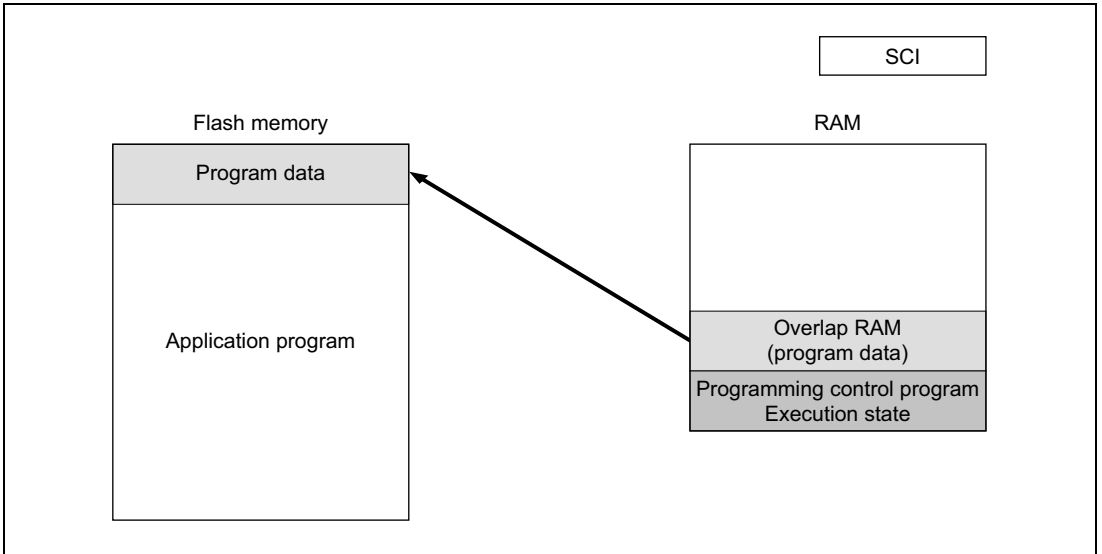 SCI
Flash memory
RAM
Program data
Application program
Overlap RAM
(program data)
Programming control program
Execution state